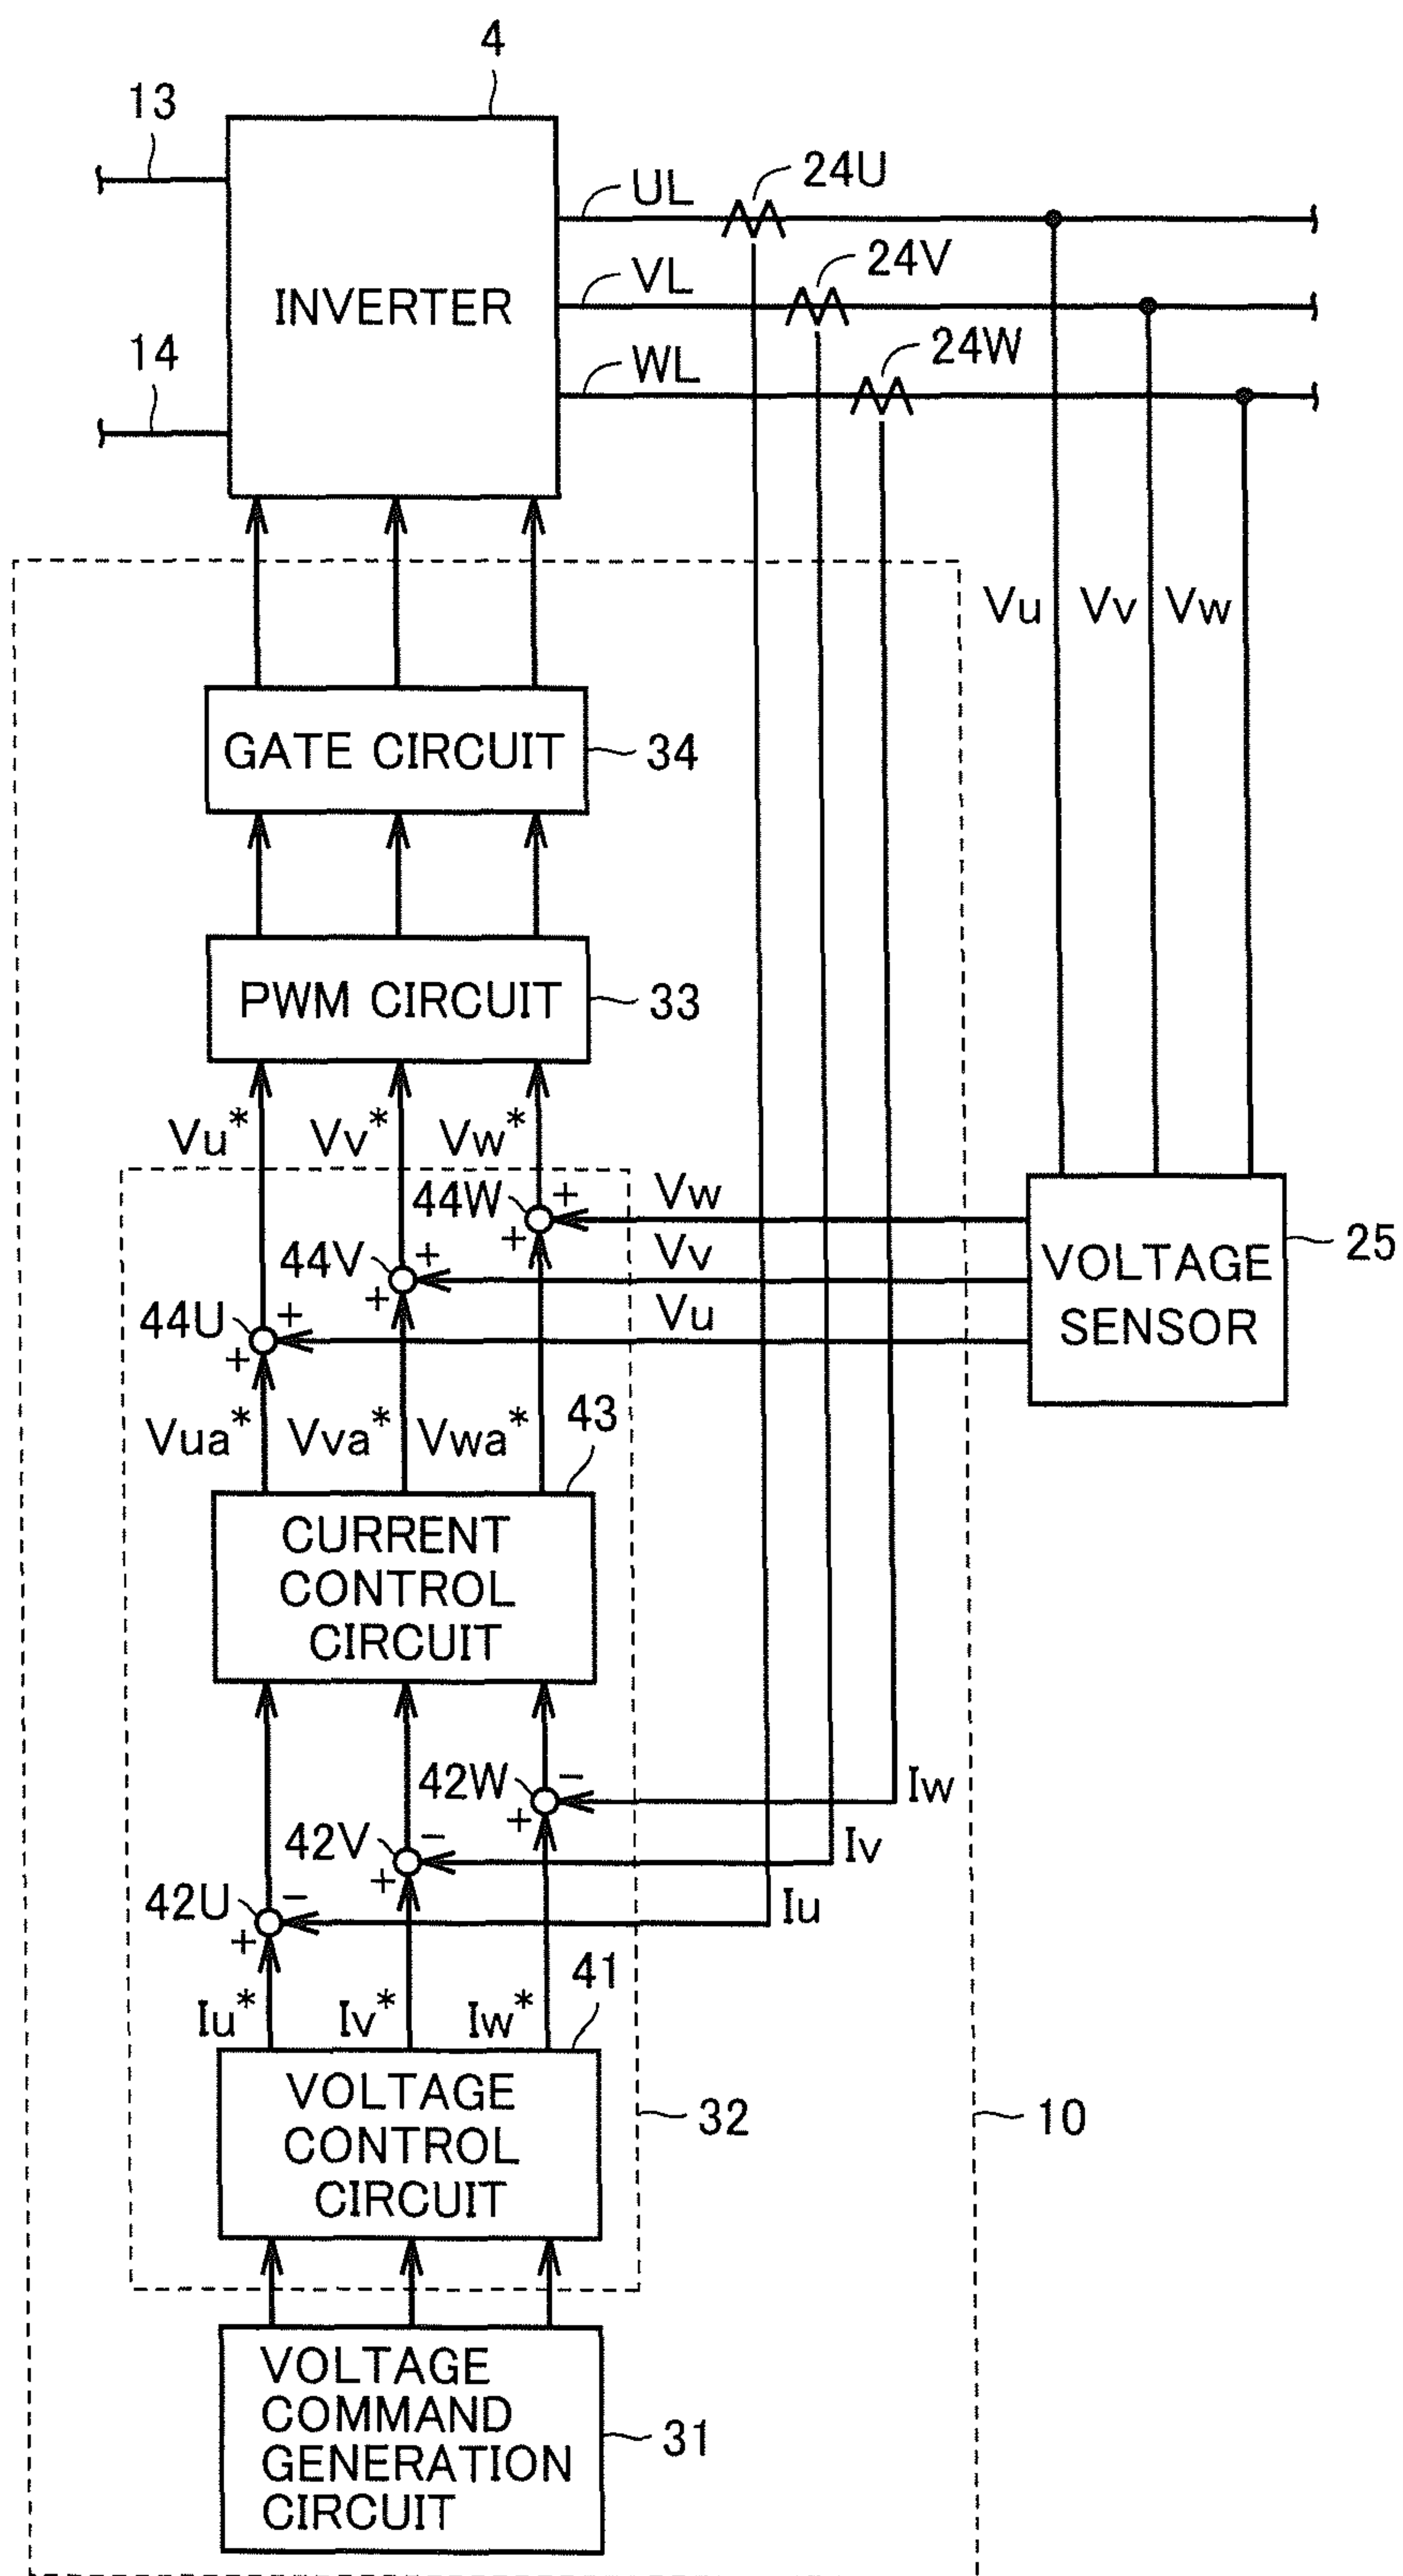 4
13
24U
UL
24V
VL
INVERTER
24W
14
WL
Vu Vv Vw
GATE CIRCUIT
34
PWM CIRCUIT
33
Vu* Vv* Vw*
44W + Vw
+
44V + Vv
+
VOLTAGE
SENSOR
25
44U + Vu
+
Vua* Vva* Vwa*
43
CURRENT
CONTROL
CIRCUIT
42W − Iw
+
42V − Iv
+
42U − Iu
+
41
Iu* Iv* Iw*
VOLTAGE
CONTROL
CIRCUIT
32
10
VOLTAGE
COMMAND
GENERATION
CIRCUIT
31